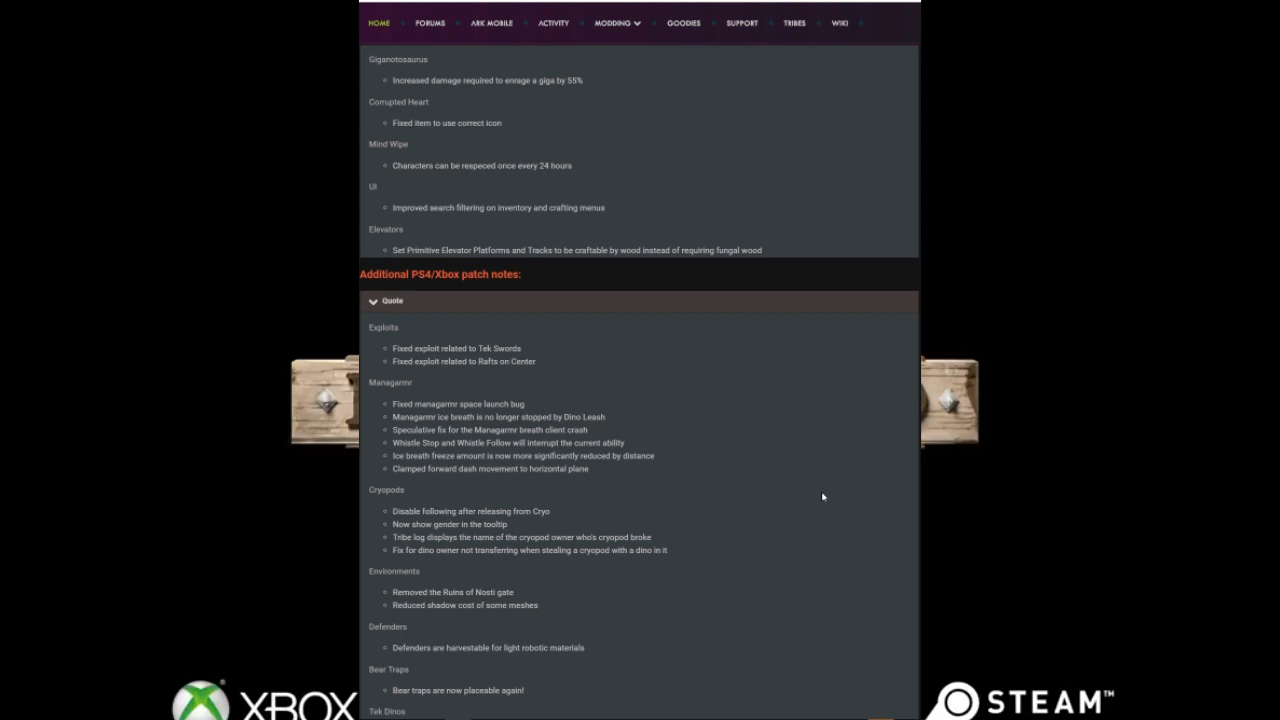 HOME FORUMS ARK MOBILE ACTIVITY MODDING GOODIES SUPPORT TRIBES WIKI
Giganotosaurus
Increased damage required to enrage a giga by 55%
Corrupted Heart
Fixed item to use correct icon
Mind Wipe
Characters can be respeced once every 24 hours
UI
Improved search filtering on inventory and crafting menus
Elevators
Set Primitive Elevator Platforms and Tracks to be craftable by wood instead of requiring fungal wood
Additional PS4/Xbox patch notes:
Quote
Exploits
Fixed exploit related to Tek Swords
Fixed exploit related to Rafts on Center
Managarmr
Fixed managarmr space launch bug
Managarmr ice breath is no longer stopped by Dino Leash
Speculative fix for the Managarmr breath client crash
Whistle Stop and Whistle Follow will interrupt the current ability
Ice breath freeze amount is now more significantly reduced by distance
Clamped forward dash movement to horizontal plane
Cryopods
Disable following after releasing from Cryo
Now show gender in the tooltip
Tribe log displays the name of the cryopod owner who's cryopod broke
Fix for dino owner not transferring when stealing a cryopod with a dino in it
Environments
Removed the Ruins of Nosti gate
Reduced shadow cost of some meshes
Defenders
Defenders are harvestable for light robotic materials
Bear Traps
Bear traps are now placeable again!
Tek Dinos
XBOX
STEAM™